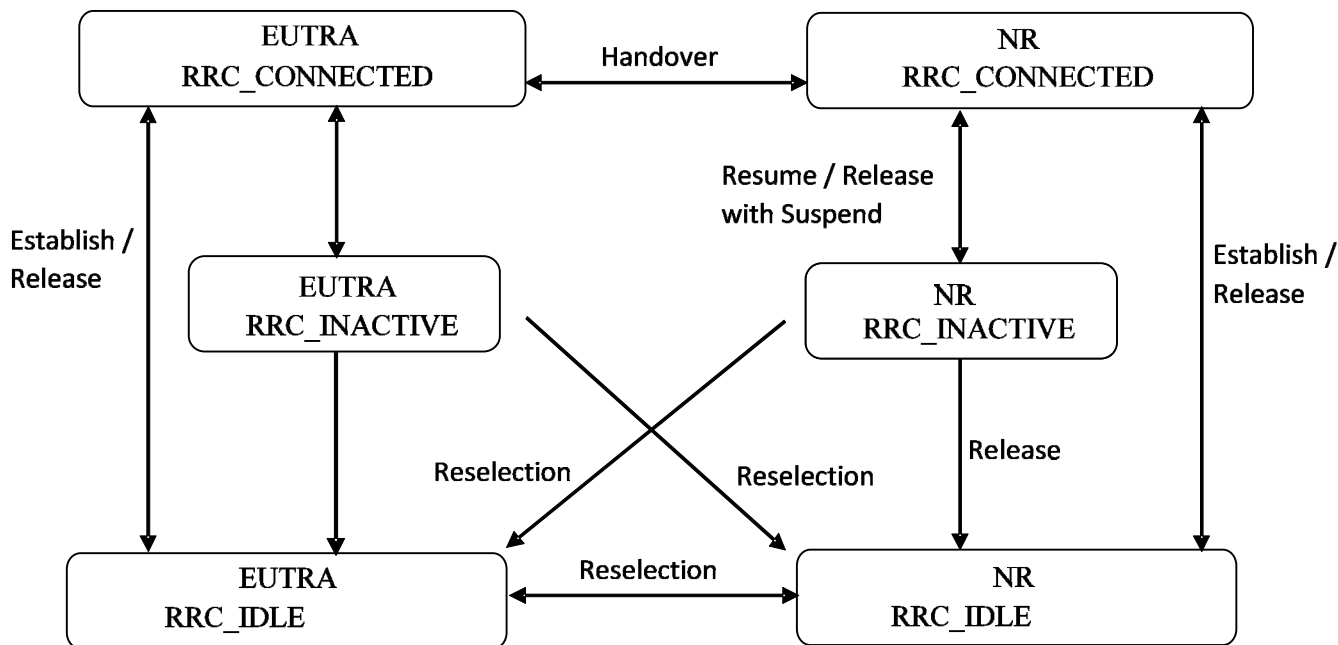 EUTRA
RRC_CONNECTED
Handover
NR
RRC_CONNECTED
Establish /
Release
Resume / Release
with Suspend
Establish /
Release
EUTRA
RRC_INACTIVE
NR
RRC_INACTIVE
Reselection
Reselection
Release
EUTRA
RRC_IDLE
Reselection
NR
RRC_IDLE